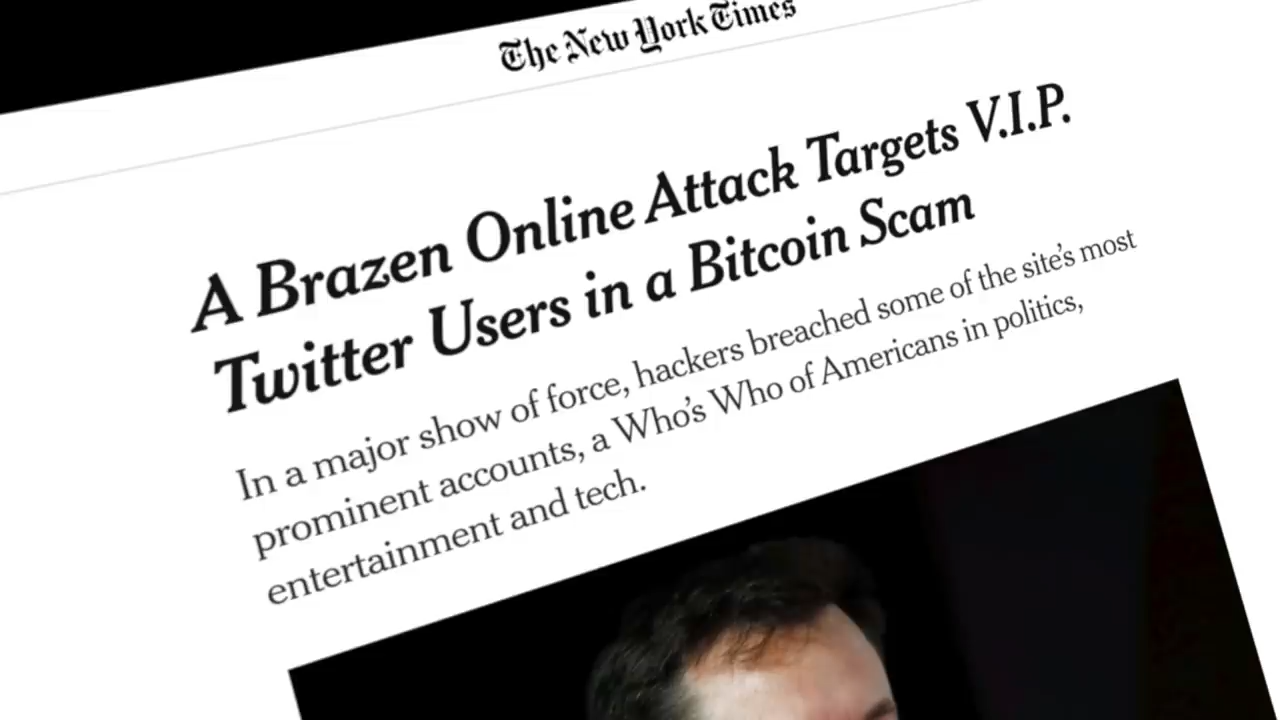 The New York Times
A Brazen Online Attack Targets V.I.P.
Twitter Users in a Bitcoin Scam
In a major show of force, hackers breached some of the site’s most
prominent accounts, a Who’s Who of Americans in politics,
entertainment and tech.